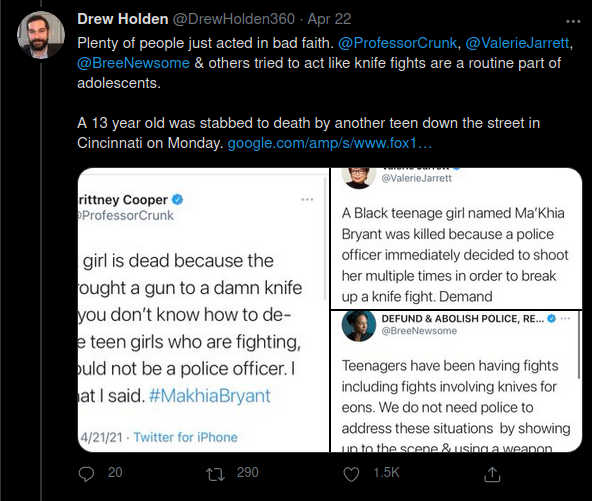 Drew Holden @DrewHolden360 · Apr 22
Plenty of people just acted in bad faith. @ProfessorCrunk, @ValerieJarrett,
@BreeNewsome & others tried to act like knife fights are a routine part of
adolescents.
A 13 year old was stabbed to death by another teen down the street in
Cincinnati on Monday. google.com/amp/s/www.fox1…
rittney Cooper
ProfessorCrunk
girl is dead because the
ought a gun to a damn knife
you don't know how to de-
e teen girls who are fighting,
uld not be a police officer. I
at I said. #MakhiaBryant
4/21/21 · Twitter for iPhone
@ValerieJarrett
A Black teenage girl named Ma'Khia
Bryant was killed because a police
officer immediately decided to shoot
her multiple times in order to break
up a knife fight. Demand
DEFUND & ABOLISH POLICE, RE...
@BreeNewsome
Teenagers have been having fights
including fights involving knives for
eons. We do not need police to
address these situations by showing
up to the scene & using a weapon
20
290
1.5K